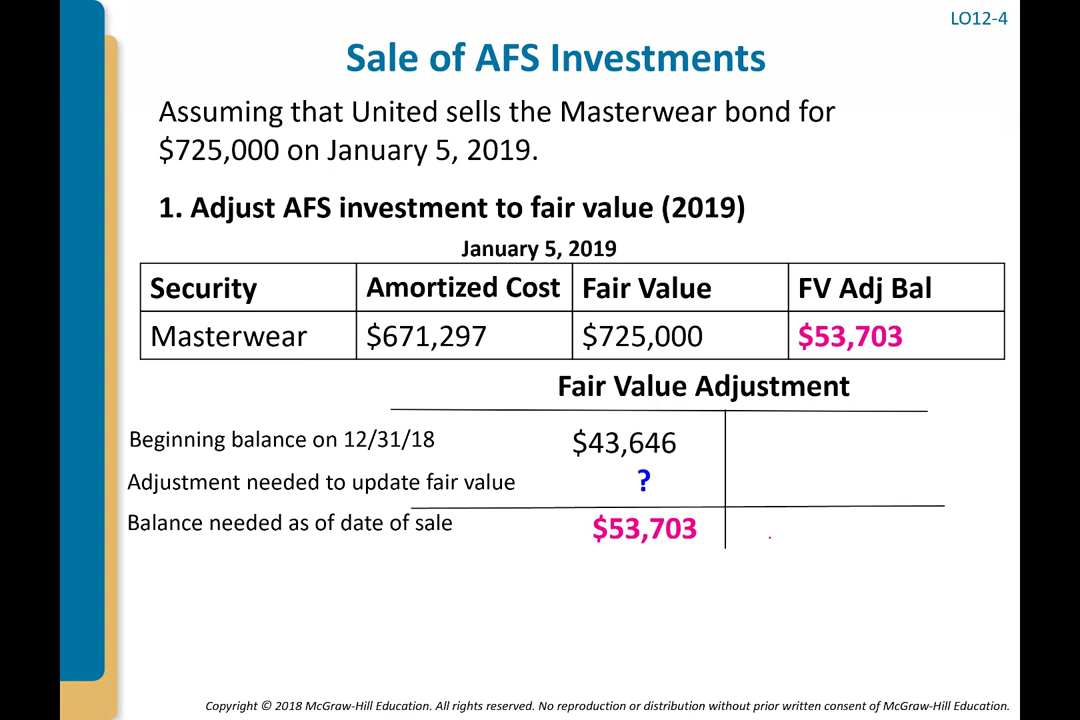 LO12-4
Sale of AFS Investments
Assuming that United sells the Masterwear bond for
$725,000 on January 5, 2019.
1. Adjust AFS investment to fair value (2019)
January 5, 2019
Security Amortized Cost Fair Value FV Adj Bal
Masterwear $671,297 $725,000 $53,703
Fair Value Adjustment
Beginning balance on 12/31/18 $43,646
Adjustment needed to update fair value ?
Balance needed as of date of sale $53,703
Copyright © 2018 McGraw-Hill Education. All rights reserved. No reproduction or distribution without prior written consent of McGraw-Hill Education.